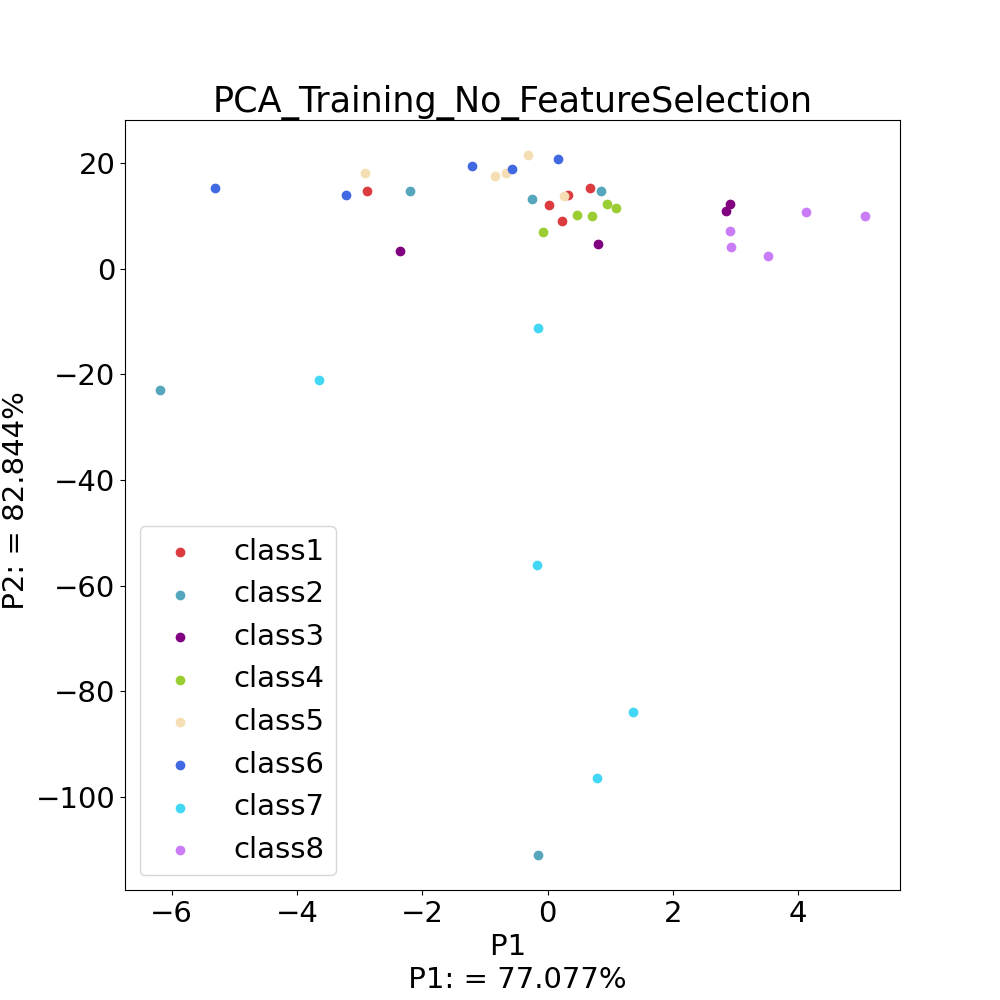 PCA_Training_No_FeatureSelection
20
0
−20
−40
−60
−80
−100
P2: = 82.844%
class1
class2
class3
class4
class5
class6
class7
class8
−6 −4 −2 0 2 4
P1
P1: = 77.077%